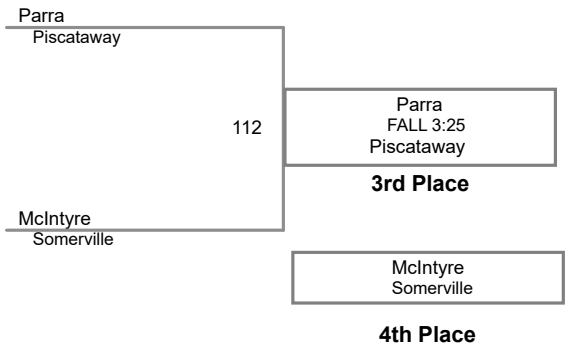 Parra
Piscataway
112
Parra
FALL 3:25
Piscataway
3rd Place
McIntyre
Somerville
McIntyre
Somerville
4th Place